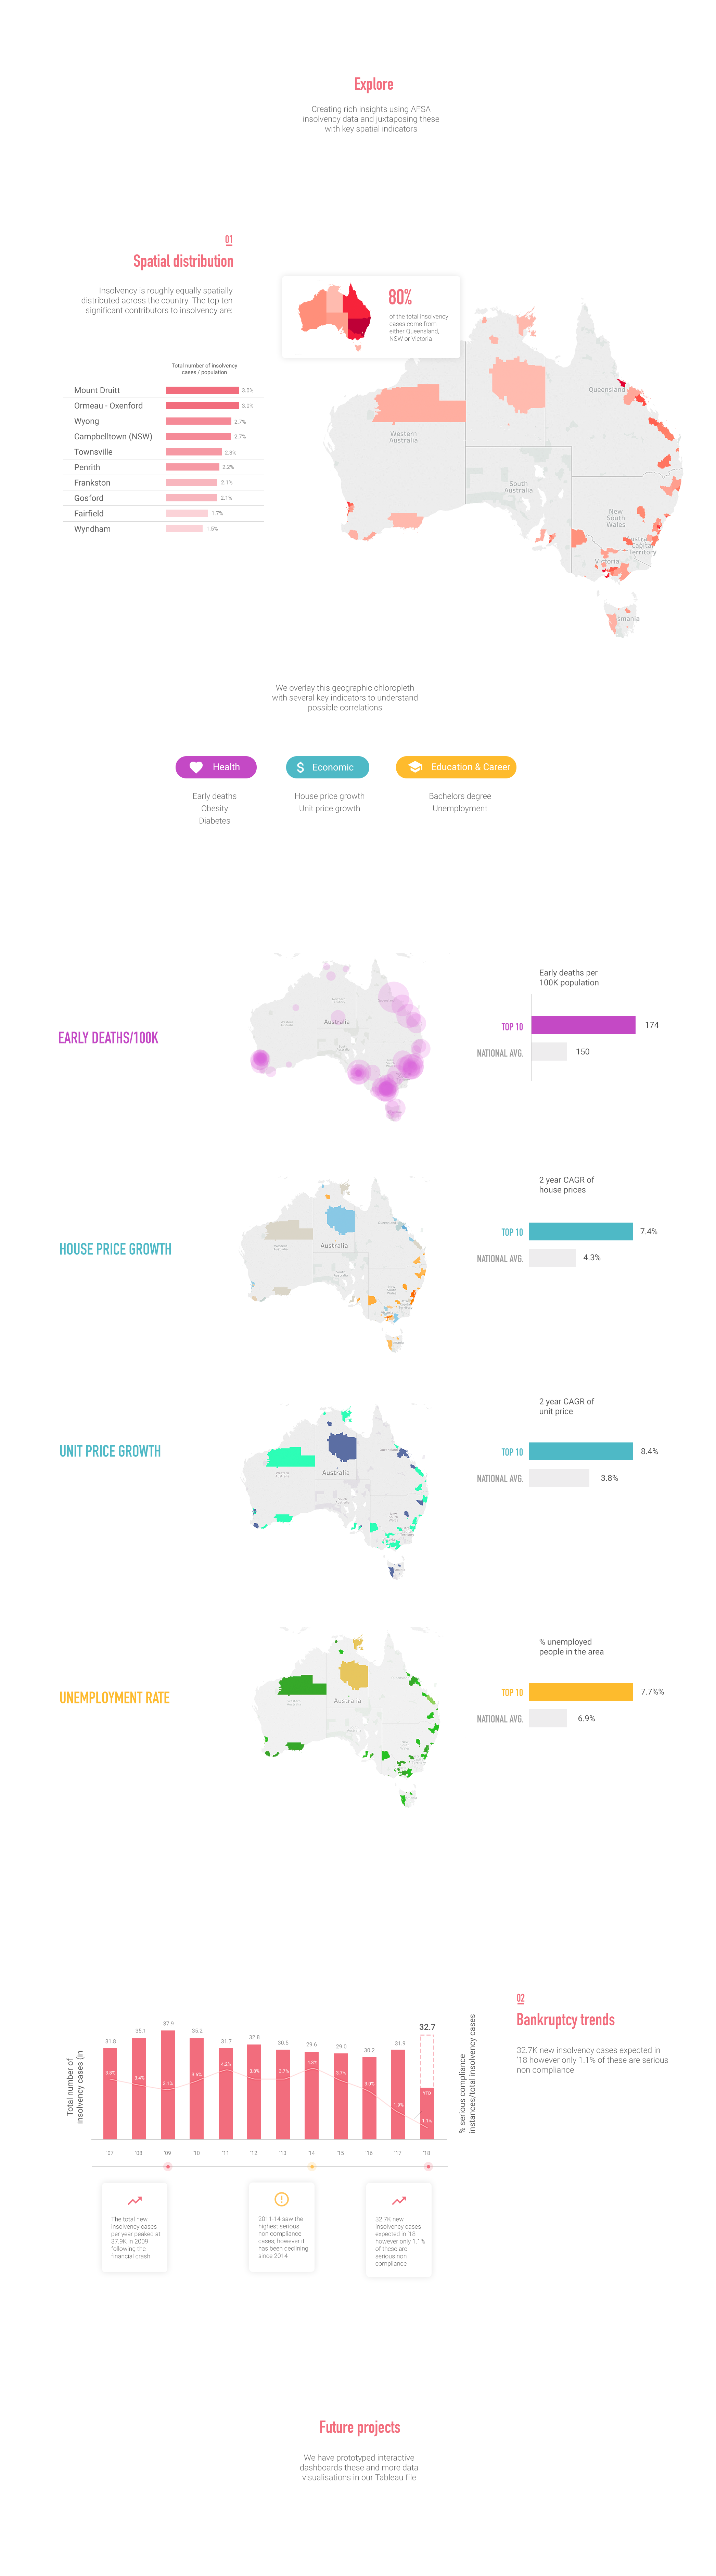 Explore
Creating rich insights using AFSA
insolvency data and juxtaposing these
with key spatial indicators
01
Spatial distribution
Insolvency is roughly equally spatially
distributed across the country. The top ten
significant contributors to insolvency are:
Total number of insolvency
cases / population
Mount Druitt 3.0%
Ormeau - Oxenford 3.0%
Wyong 2.7%
Campbelltown (NSW) 2.7%
Townsville 2.3%
Penrith 2.2%
Frankston 2.1%
Gosford 2.1%
Fairfield 1.7%
Wyndham 1.5%
80%
of the total insolvency
cases come from
either Queensland,
NSW or Victoria
Queensland
Western
Australia
South
Australia
New
South
Wales
Capital
Territory
Victoria
smania
We overlay this geographic chloropleth
with several key indicators to understand
possible correlations
Health
Early deaths
Obesity
Diabetes
$ Economic
House price growth
Unit price growth
Education & Career
Bachelors degree
Unemployment
EARLY DEATHS/100K
Australia
Early deaths per
100K population
TOP 10 174
NATIONAL AVG. 150
HOUSE PRICE GROWTH
Australia
2 year CAGR of
house prices
TOP 10 7.4%
NATIONAL AVG. 4.3%
UNIT PRICE GROWTH
Australia
2 year CAGR of
unit price
TOP 10 8.4%
NATIONAL AVG. 3.8%
UNEMPLOYMENT RATE
Australia
% unemployed
people in the area
TOP 10 7.7%%
NATIONAL AVG. 6.9%
02
Bankruptcy trends
32.7K new insolvency cases expected in
'18 however only 1.1% of these are serious
non compliance
Total number of
insolvency cases (in
31.8 35.1 37.9 35.2 31.7 32.8 30.5 29.6 29.0 30.2 31.9 32.7
3.8% 3.4% 3.1% 3.6% 4.2% 3.8% 3.7% 4.3% 3.7% 3.0% 1.9% 1.1%
YTD
% serious compliance
instances/total insolvency cases
'07 '08 '09 '10 '11 '12 '13 '14 '15 '16 '17 '18
The total new
insolvency cases
per year peaked at
37.9K in 2009
following the
financial crash
2011-14 saw the
highest serious
non compliance
cases, however it
has been declining
since 2014
32.7K new
insolvency cases
expected in '18
however only 1.1%
of these are
serious non
compliance
Future projects
We have prototyped interactive
dashboards these and more data
visualisations in our Tableau file